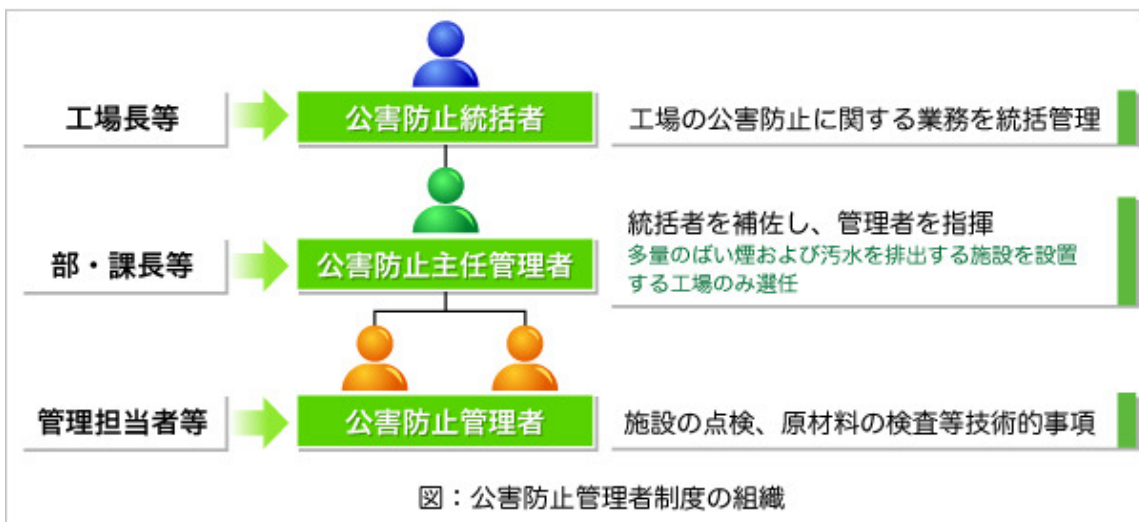 工場長等
公害防止統括者
工場の公害防止に関する業務を統括管理
部・課長等
公害防止主任管理者
統括者を補佐し、管理者を指揮
多量のばい煙および汚水を排出する施設を設置
する工場のみ選任
管理担当者等
公害防止管理者
施設の点検、原材料の検査等技術的事項
図：公害防止管理者制度の組織